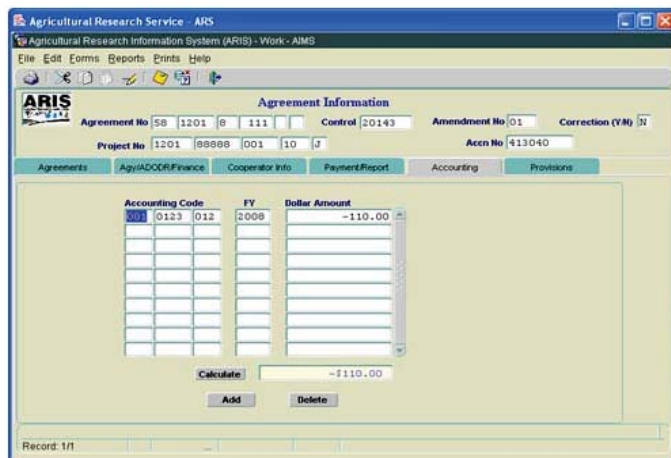 Agricultural Research Service - ARS
Agricultural Research Information System (ARIS) - Work - AIMS
File Edit Forms Reports Prints Help
ARIS
Agreement Information
Agreement No 58 1201 8 111 Control 20143 Amendment No 01 Correction (Y/N) N
Project No 1201 88888 001 10 J Accn No 413040
Agreements Agy/ADODR/Finance Cooperator Info Payment/Report Accounting Provisions
Accounting Code FY Dollar Amount
001 0123 012 2008 -110.00
Calculate -$110.00
Add Delete
Record: 1/1 ...